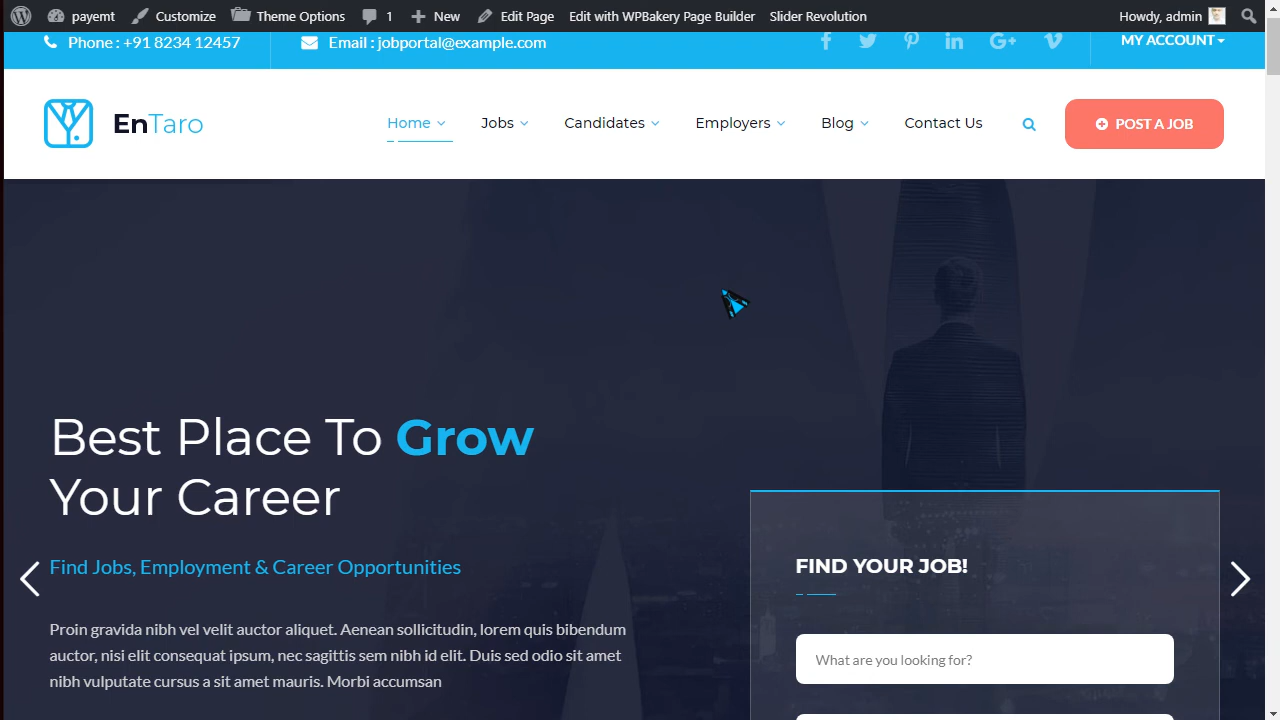 payemt Customize Theme Options 1 New Edit Page Edit with WPBakery Page Builder Slider Revolution Howdy, admin
Phone : +91 8234 12457 Email : jobportal@example.com MY ACCOUNT
EnTaro Home Jobs Candidates Employers Blog Contact Us POST A JOB
Best Place To Grow
Your Career
Find Jobs, Employment & Career Opportunities
Proin gravida nibh vel velit auctor aliquet. Aenean sollicitudin, lorem quis bibendum
auctor, nisi elit consequat ipsum, nec sagittis sem nibh id elit. Duis sed odio sit amet
nibh vulputate cursus a sit amet mauris. Morbi accumsan
FIND YOUR JOB!
What are you looking for?